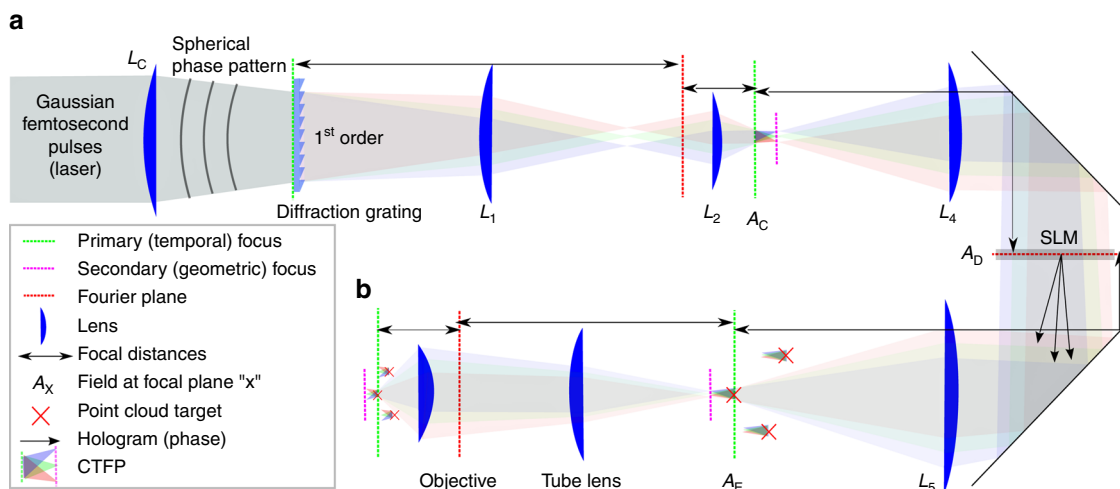 a
L_C
Spherical
phase pattern
Gaussian
femtosecond
pulses
(laser)
1st order
Diffraction grating
L_1
L_2
A_C
L_4
A_D
SLM
Primary (temporal) focus
Secondary (geometric) focus
Fourier plane
Lens
Focal distances
A_X Field at focal plane "x"
Point cloud target
Hologram (phase)
CTFP
b
Objective
Tube lens
L_5